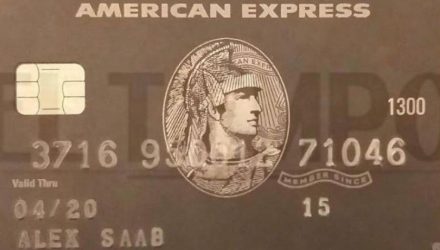 AMERICAN EXPRESS
1300
3716 71046
MEMBER SINCE
Valid Thru
04/20 15
ALEX SAAB